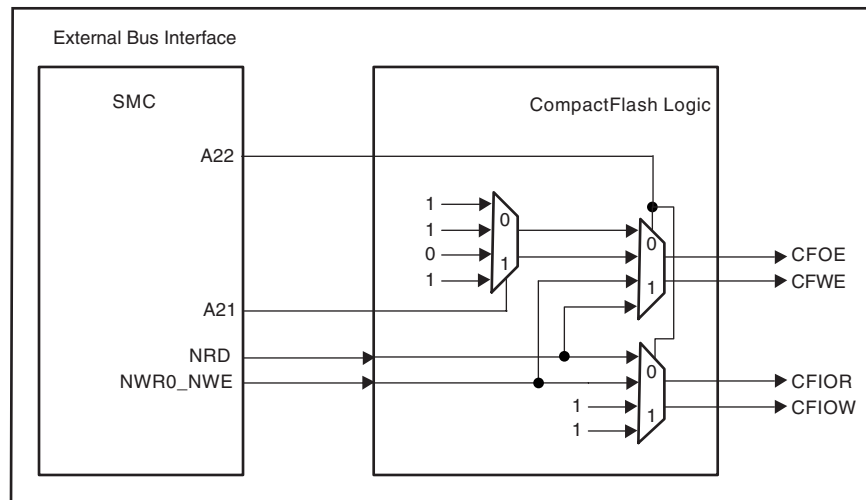 External Bus Interface
SMC
CompactFlash Logic
A22
1
1
0
1
0
1
0
1
CFOE
CFWE
A21
NRD
NWR0_NWE
0
1
1
1
CFIOR
CFIOW